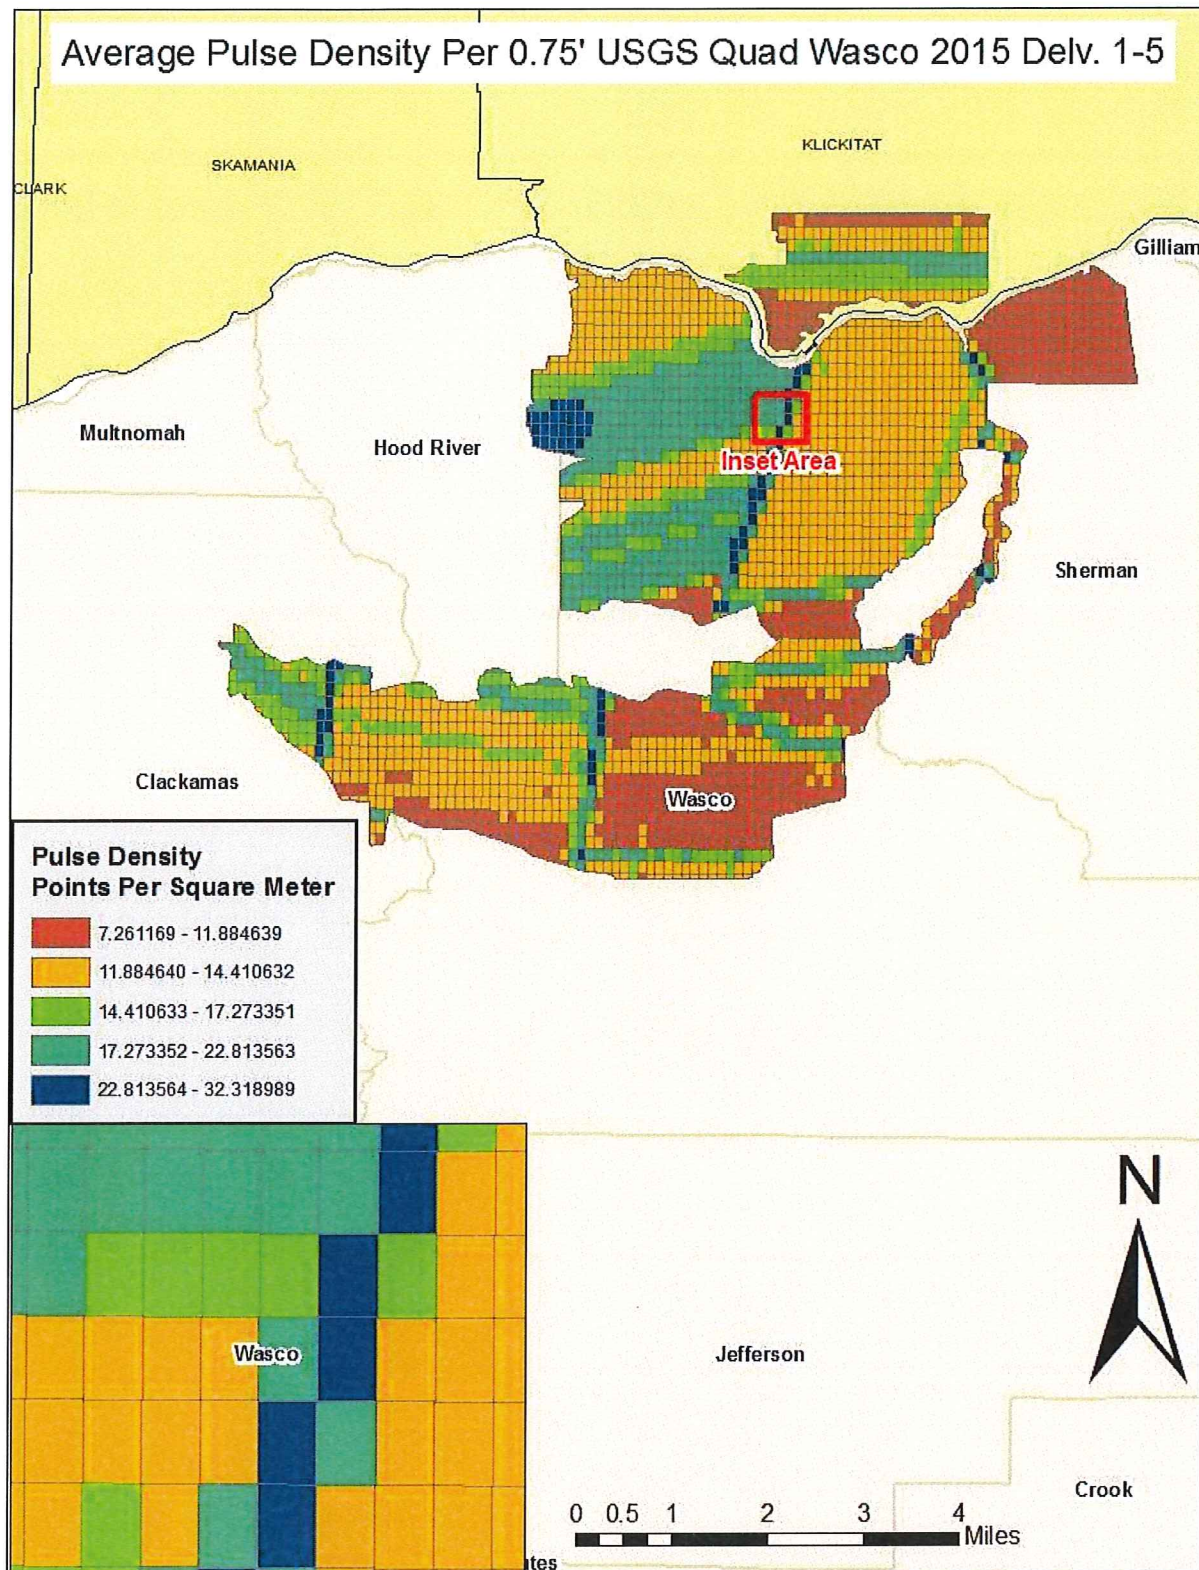 Average Pulse Density Per 0.75' USGS Quad Wasco 2015 Delv. 1-5
KLICKITAT
SKAMANIA
CLARK
Gilliam
Multnomah
Hood River
Inset Area
Sherman
Clackamas
Wasco
Pulse Density
Points Per Square Meter
7.261169 - 11.884639
11.884640 - 14.410632
14.410633 - 17.273351
17.273352 - 22.813563
22.813564 - 32.318989
N
Wasco
Jefferson
Crook
0 0.5 1 2 3 4
Miles